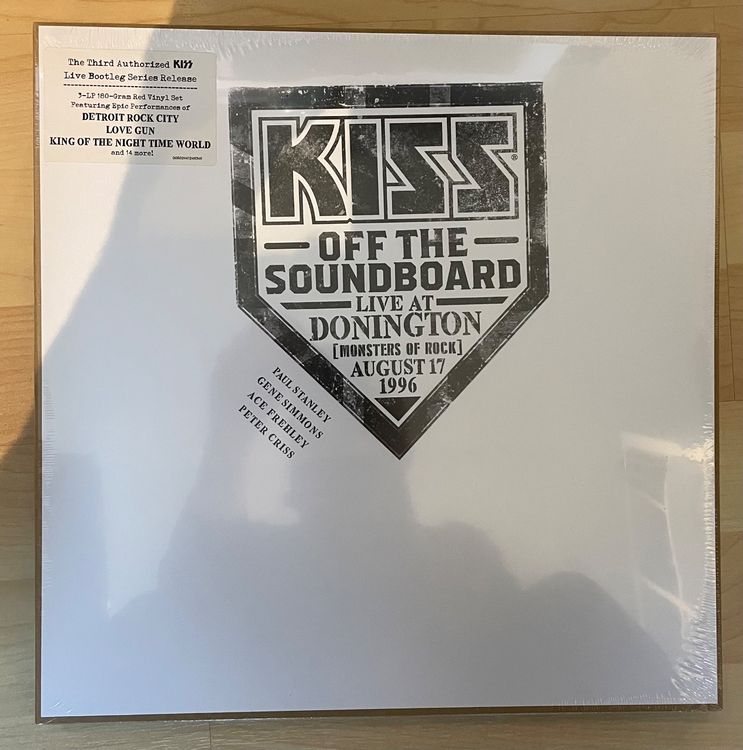 The Third Authorized KISS
Live Bootleg Series Release
3-LP 180-Gram Red Vinyl Set
Featuring Epic Performances of
DETROIT ROCK CITY
LOVE GUN
KING OF THE NIGHT TIME WORLD
and 14 more!
KISS®
OFF THE
SOUNDBOARD
LIVE AT
DONINGTON
[MONSTERS OF ROCK]
AUGUST 17
1996
PAUL STANLEY
GENE SIMMONS
ACE FREHLEY
PETER CRISS